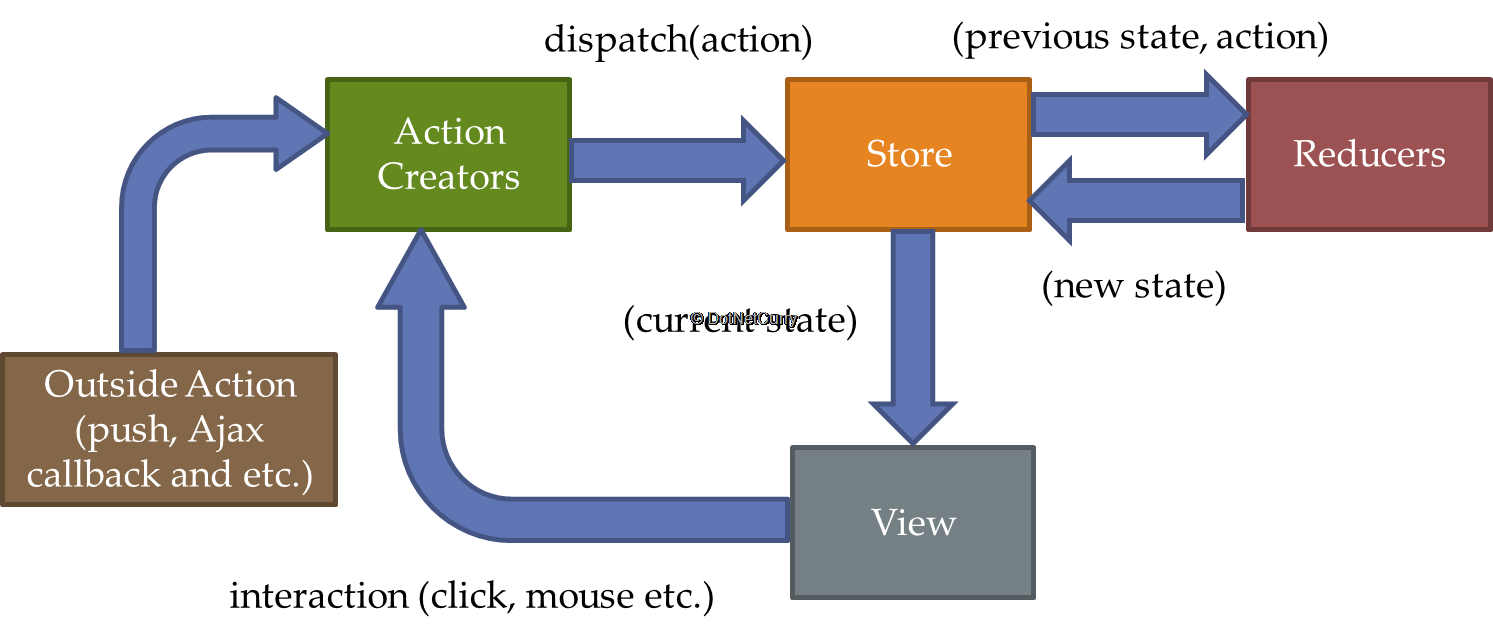 dispatch(action)
(previous state, action)
Action
Creators
Store
Reducers
(new state)
(current state)
© DotNetCurry
Outside Action
(push, Ajax
callback and etc.)
View
interaction (click, mouse etc.)